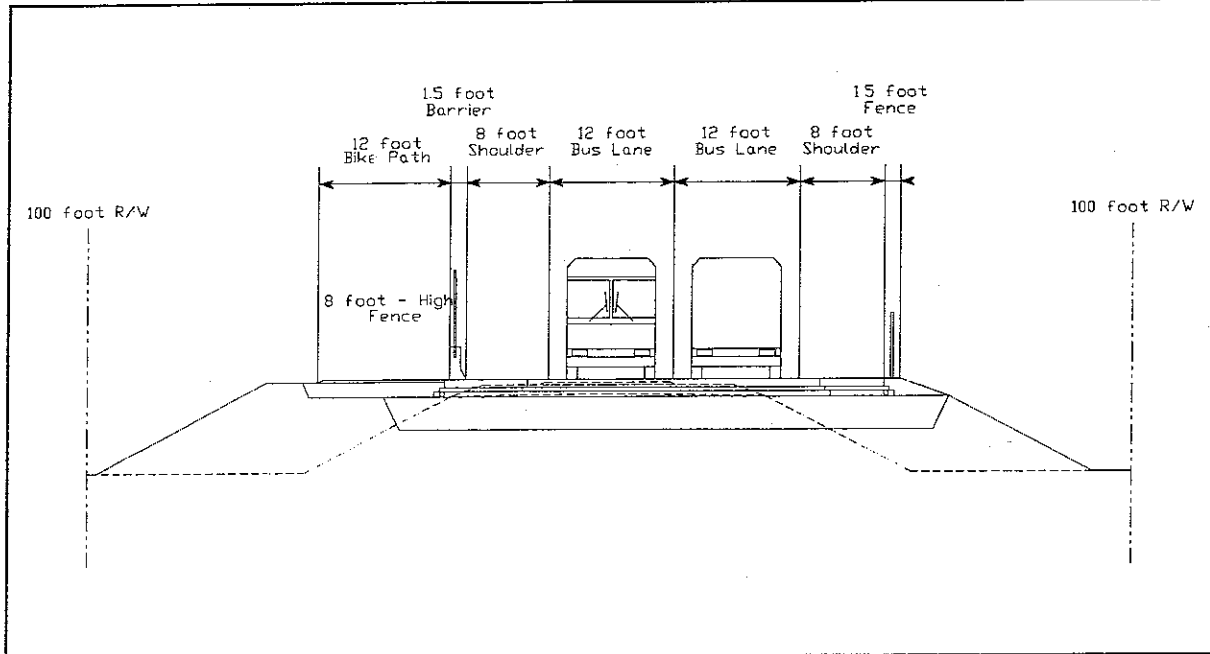 1.5 foot
Barrier
15 foot
Fence
12 foot
Bike Path
8 foot
Shoulder
12 foot
Bus Lane
12 foot
Bus Lane
8 foot
Shoulder
100 foot R/W
100 foot R/W
8 foot - High
Fence